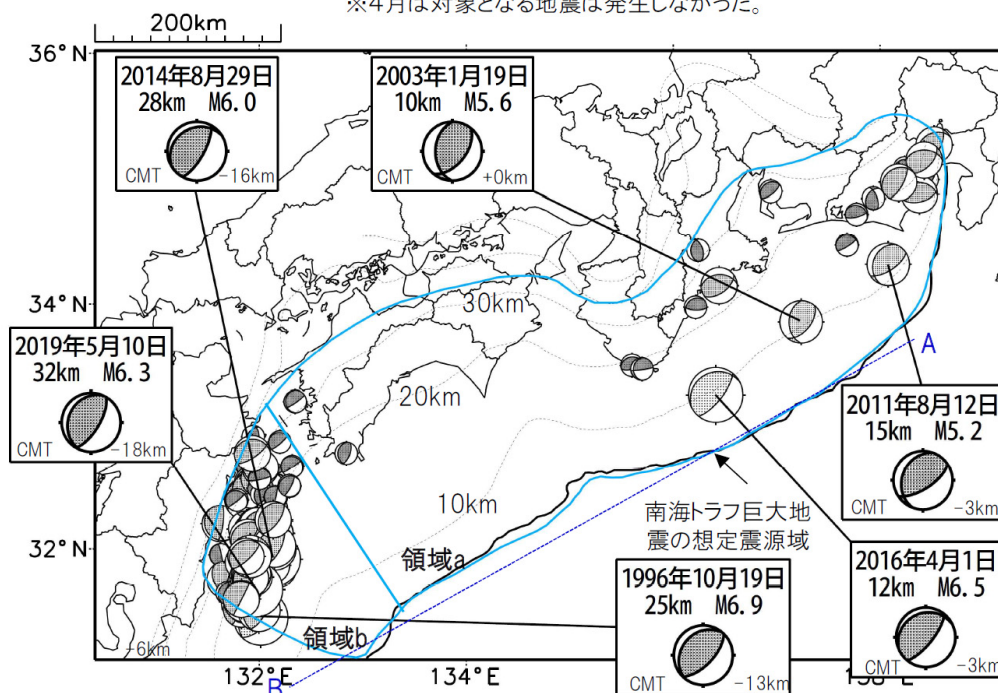 ※4月は対象となる地震は発生しなかった。
200km
36°N
2014年8月29日
28km M6.0
CMT -16km
2003年1月19日
10km M5.6
CMT +0km
34°N
30km
2019年5月10日
32km M6.3
CMT -18km
20km
A
2011年8月12日
15km M5.2
CMT -3km
10km
南海トラフ巨大地
震の想定震源域
32°N
領域a
2016年4月1日
12km M6.5
CMT -3km
1996年10月19日
25km M6.9
CMT -13km
領域b
-6km
B
132°E
134°E